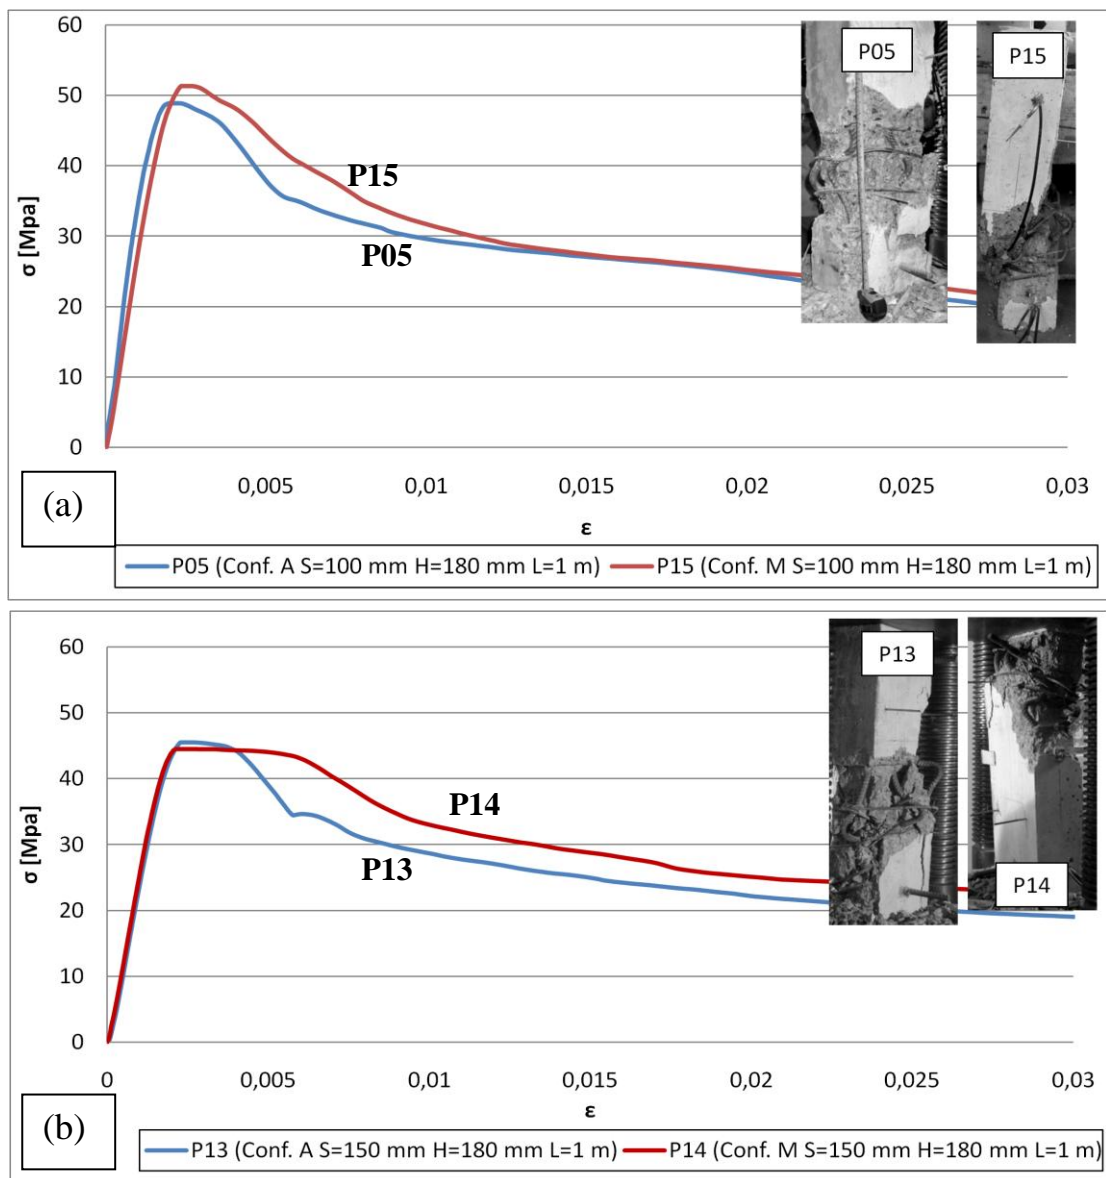 60
50
40
30
20
10
0
σ [Mpa]
P05
P15
P15
P05
0,005 0,01 0,015 0,02 0,025 0,03
ε
(a)
P05 (Conf. A S=100 mm H=180 mm L=1 m) P15 (Conf. M S=100 mm H=180 mm L=1 m)
60
50
40
30
20
10
0
σ [Mpa]
P13
P14
P14
P13
0 0,005 0,01 0,015 0,02 0,025 0,03
ε
(b)
P13 (Conf. A S=150 mm H=180 mm L=1 m) P14 (Conf. M S=150 mm H=180 mm L=1 m)